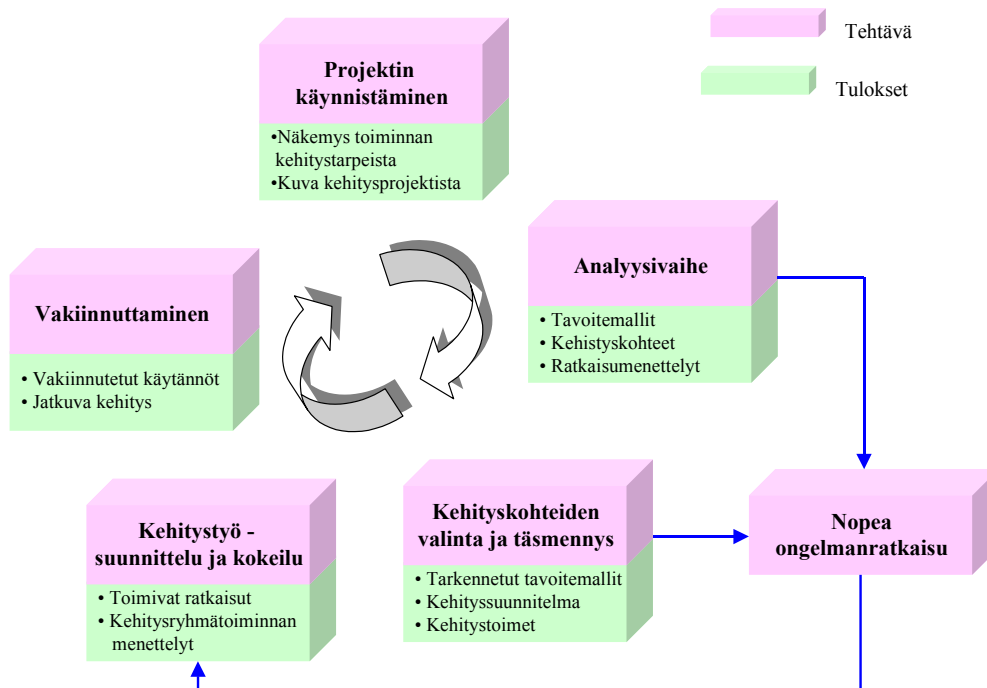 Tehtävä
Tulokset
Projektin
käynnistäminen
•Näkemys toiminnan
kehitystarpeista
•Kuva kehitysprojektista
Analyysivaihe
• Tavoitemallit
• Kehistyskohteet
• Ratkaisumenettelyt
Vakiinnuttaminen
• Vakiinnutetut käytännöt
• Jatkuva kehitys
Kehitystyö -
suunnittelu ja kokeilu
• Toimivat ratkaisut
• Kehitysryhmätoiminnan
menettelyt
Kehityskohteiden
valinta ja täsmennys
• Tarkennetut tavoitemallit
• Kehityssuunnitelma
• Kehitystoimet
Nopea
ongelmanratkaisu